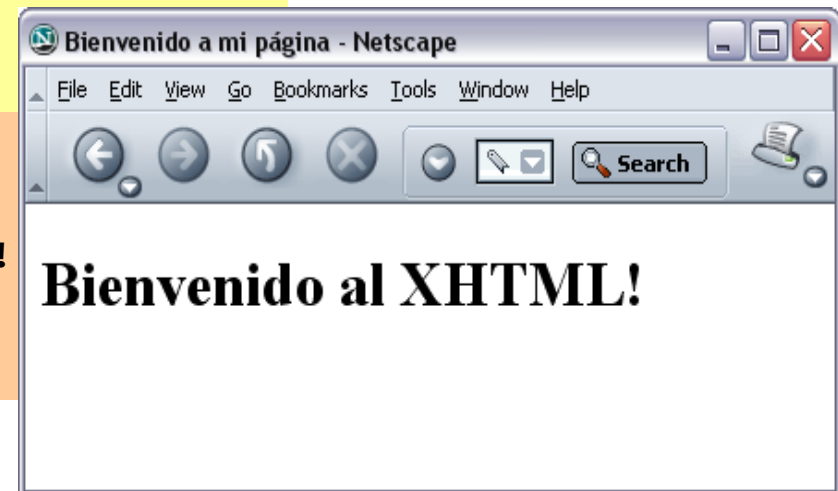 Bienvenido a mi página - Netscape
File Edit View Go Bookmarks Tools Window Help
Search
!
Bienvenido al XHTML!